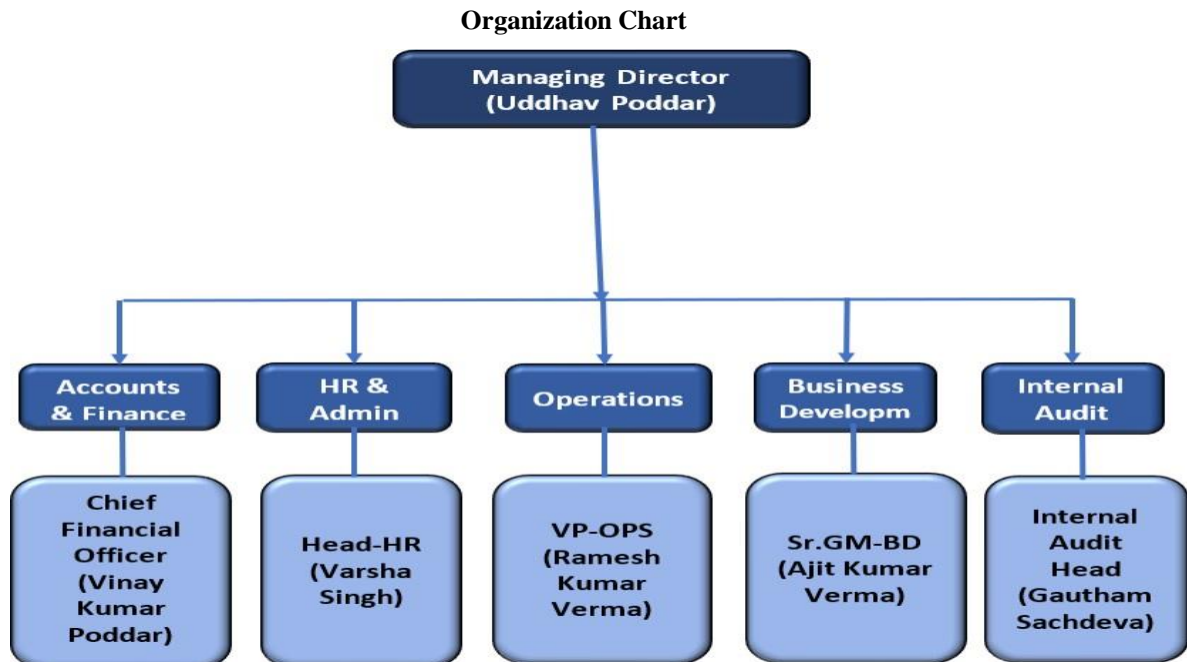 Organization Chart
Managing Director
(Uddhav Poddar)
Accounts
& Finance
HR &
Admin
Operations
Business
Developm
Internal
Audit
Chief
Financial
Officer
(Vinay
Kumar
Poddar)
Head-HR
(Varsha
Singh)
VP-OPS
(Ramesh
Kumar
Verma)
Sr.GM-BD
(Ajit Kumar
Verma)
Internal
Audit
Head
(Gautham
Sachdeva)